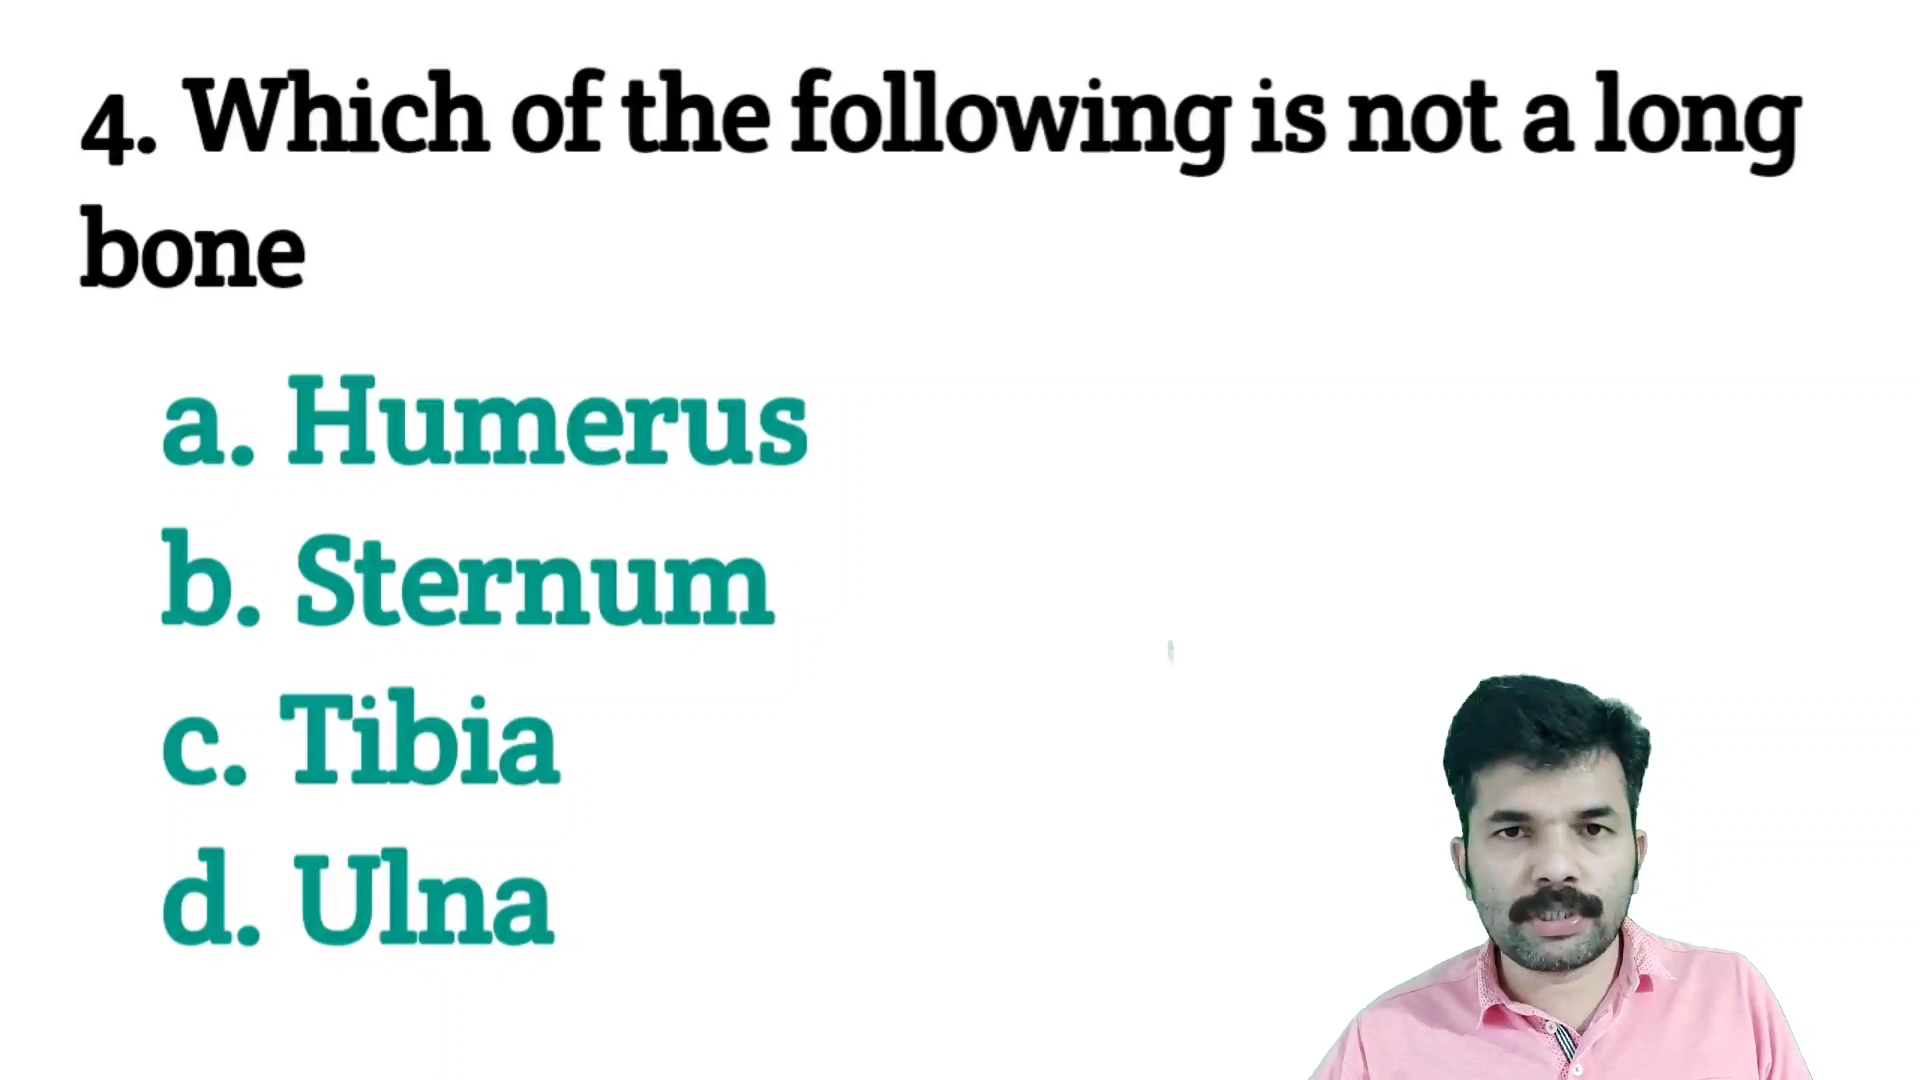 4. Which of the following is not a long
bone
a. Humerus
b. Sternum
c. Tibia
d. Ulna